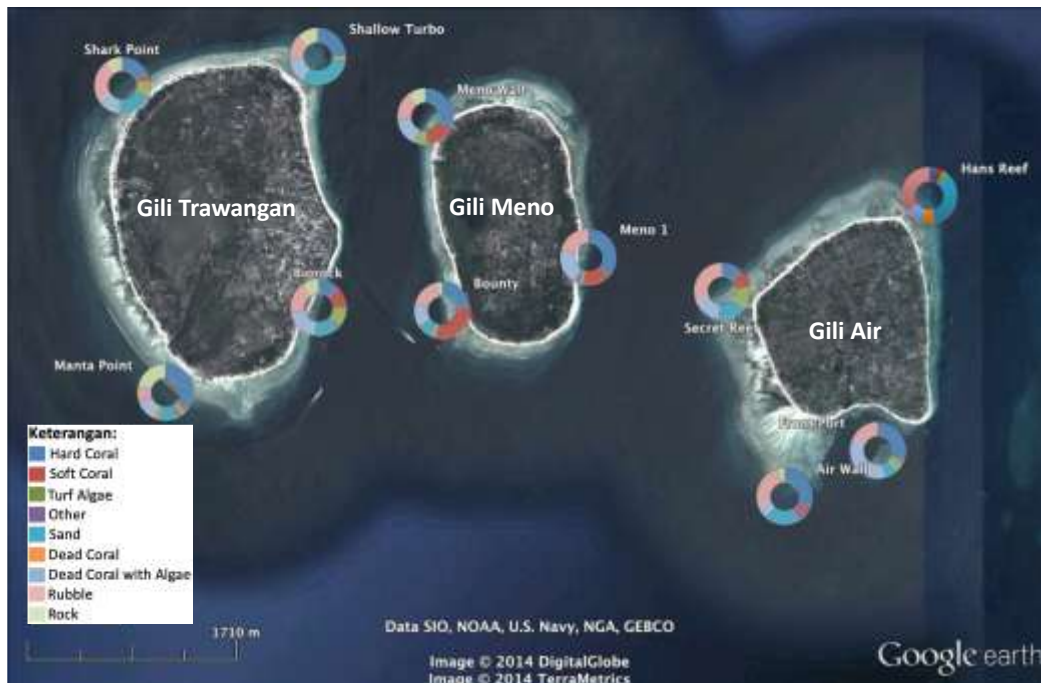 Shallow Turbo
Shark Point
Meno Wall
Hans Reef
Gili Trawangan
Gili Meno
Meno 1
Bounty
Biorock
Secret Reef
Gili Air
Manta Point
Air Wall
Keterangan:
Hard Coral
Soft Coral
Turf Algae
Other
Sand
Dead Coral
Dead Coral with Algae
Rubble
Rock
1710 m
Data SIO, NOAA, U.S. Navy, NGA, GEBCO
Image © 2014 DigitalGlobe
Image © 2014 TerraMetrics
Google earth